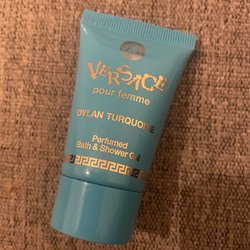 VERSACE
pour femme
DYLAN TURQUOISE
Perfumed
Bath & Shower Gel